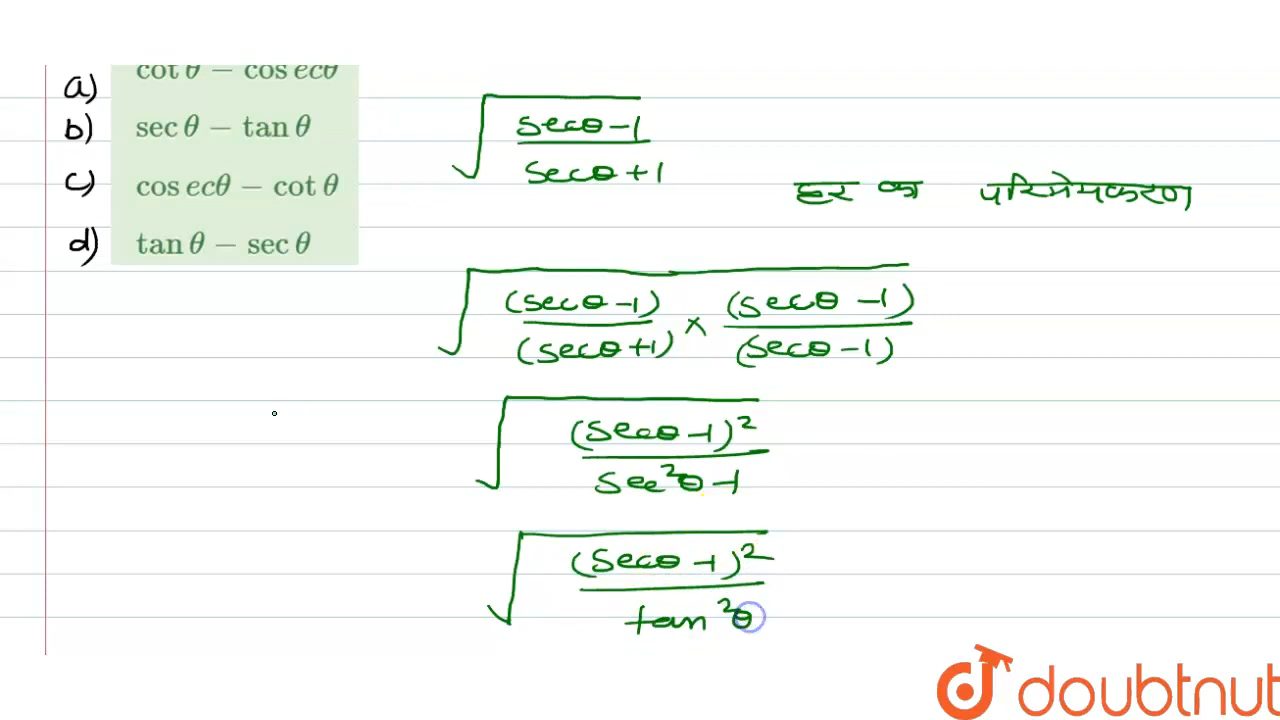 a) cot θ − cos ecθ
b) sec θ − tan θ
c) cos ecθ − cot θ
d) tan θ − sec θ
√((secθ-1)/(secθ+1))
हर का परिमेयकरण
√((secθ-1)/(secθ+1) × (secθ-1)/(secθ-1))
√((secθ-1)²/(sec²θ-1))
√((secθ-1)²/tan²θ)
doubtnut